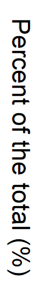 Percent of the total (%)